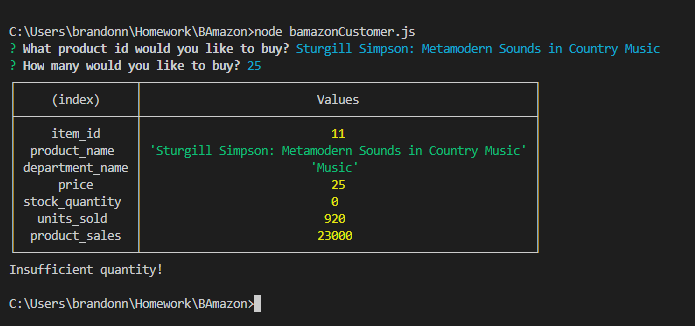 C:\Users\brandonn\Homework\BAmazon>node bamazonCustomer.js
? What product id would you like to buy? Sturgill Simpson: Metamodern Sounds in Country Music
? How many would you like to buy? 25
(index) Values
item_id 11
product_name 'Sturgill Simpson: Metamodern Sounds in Country Music'
department_name 'Music'
price 25
stock_quantity 0
units_sold 920
product_sales 23000
Insufficient quantity!
C:\Users\brandonn\Homework\BAmazon>